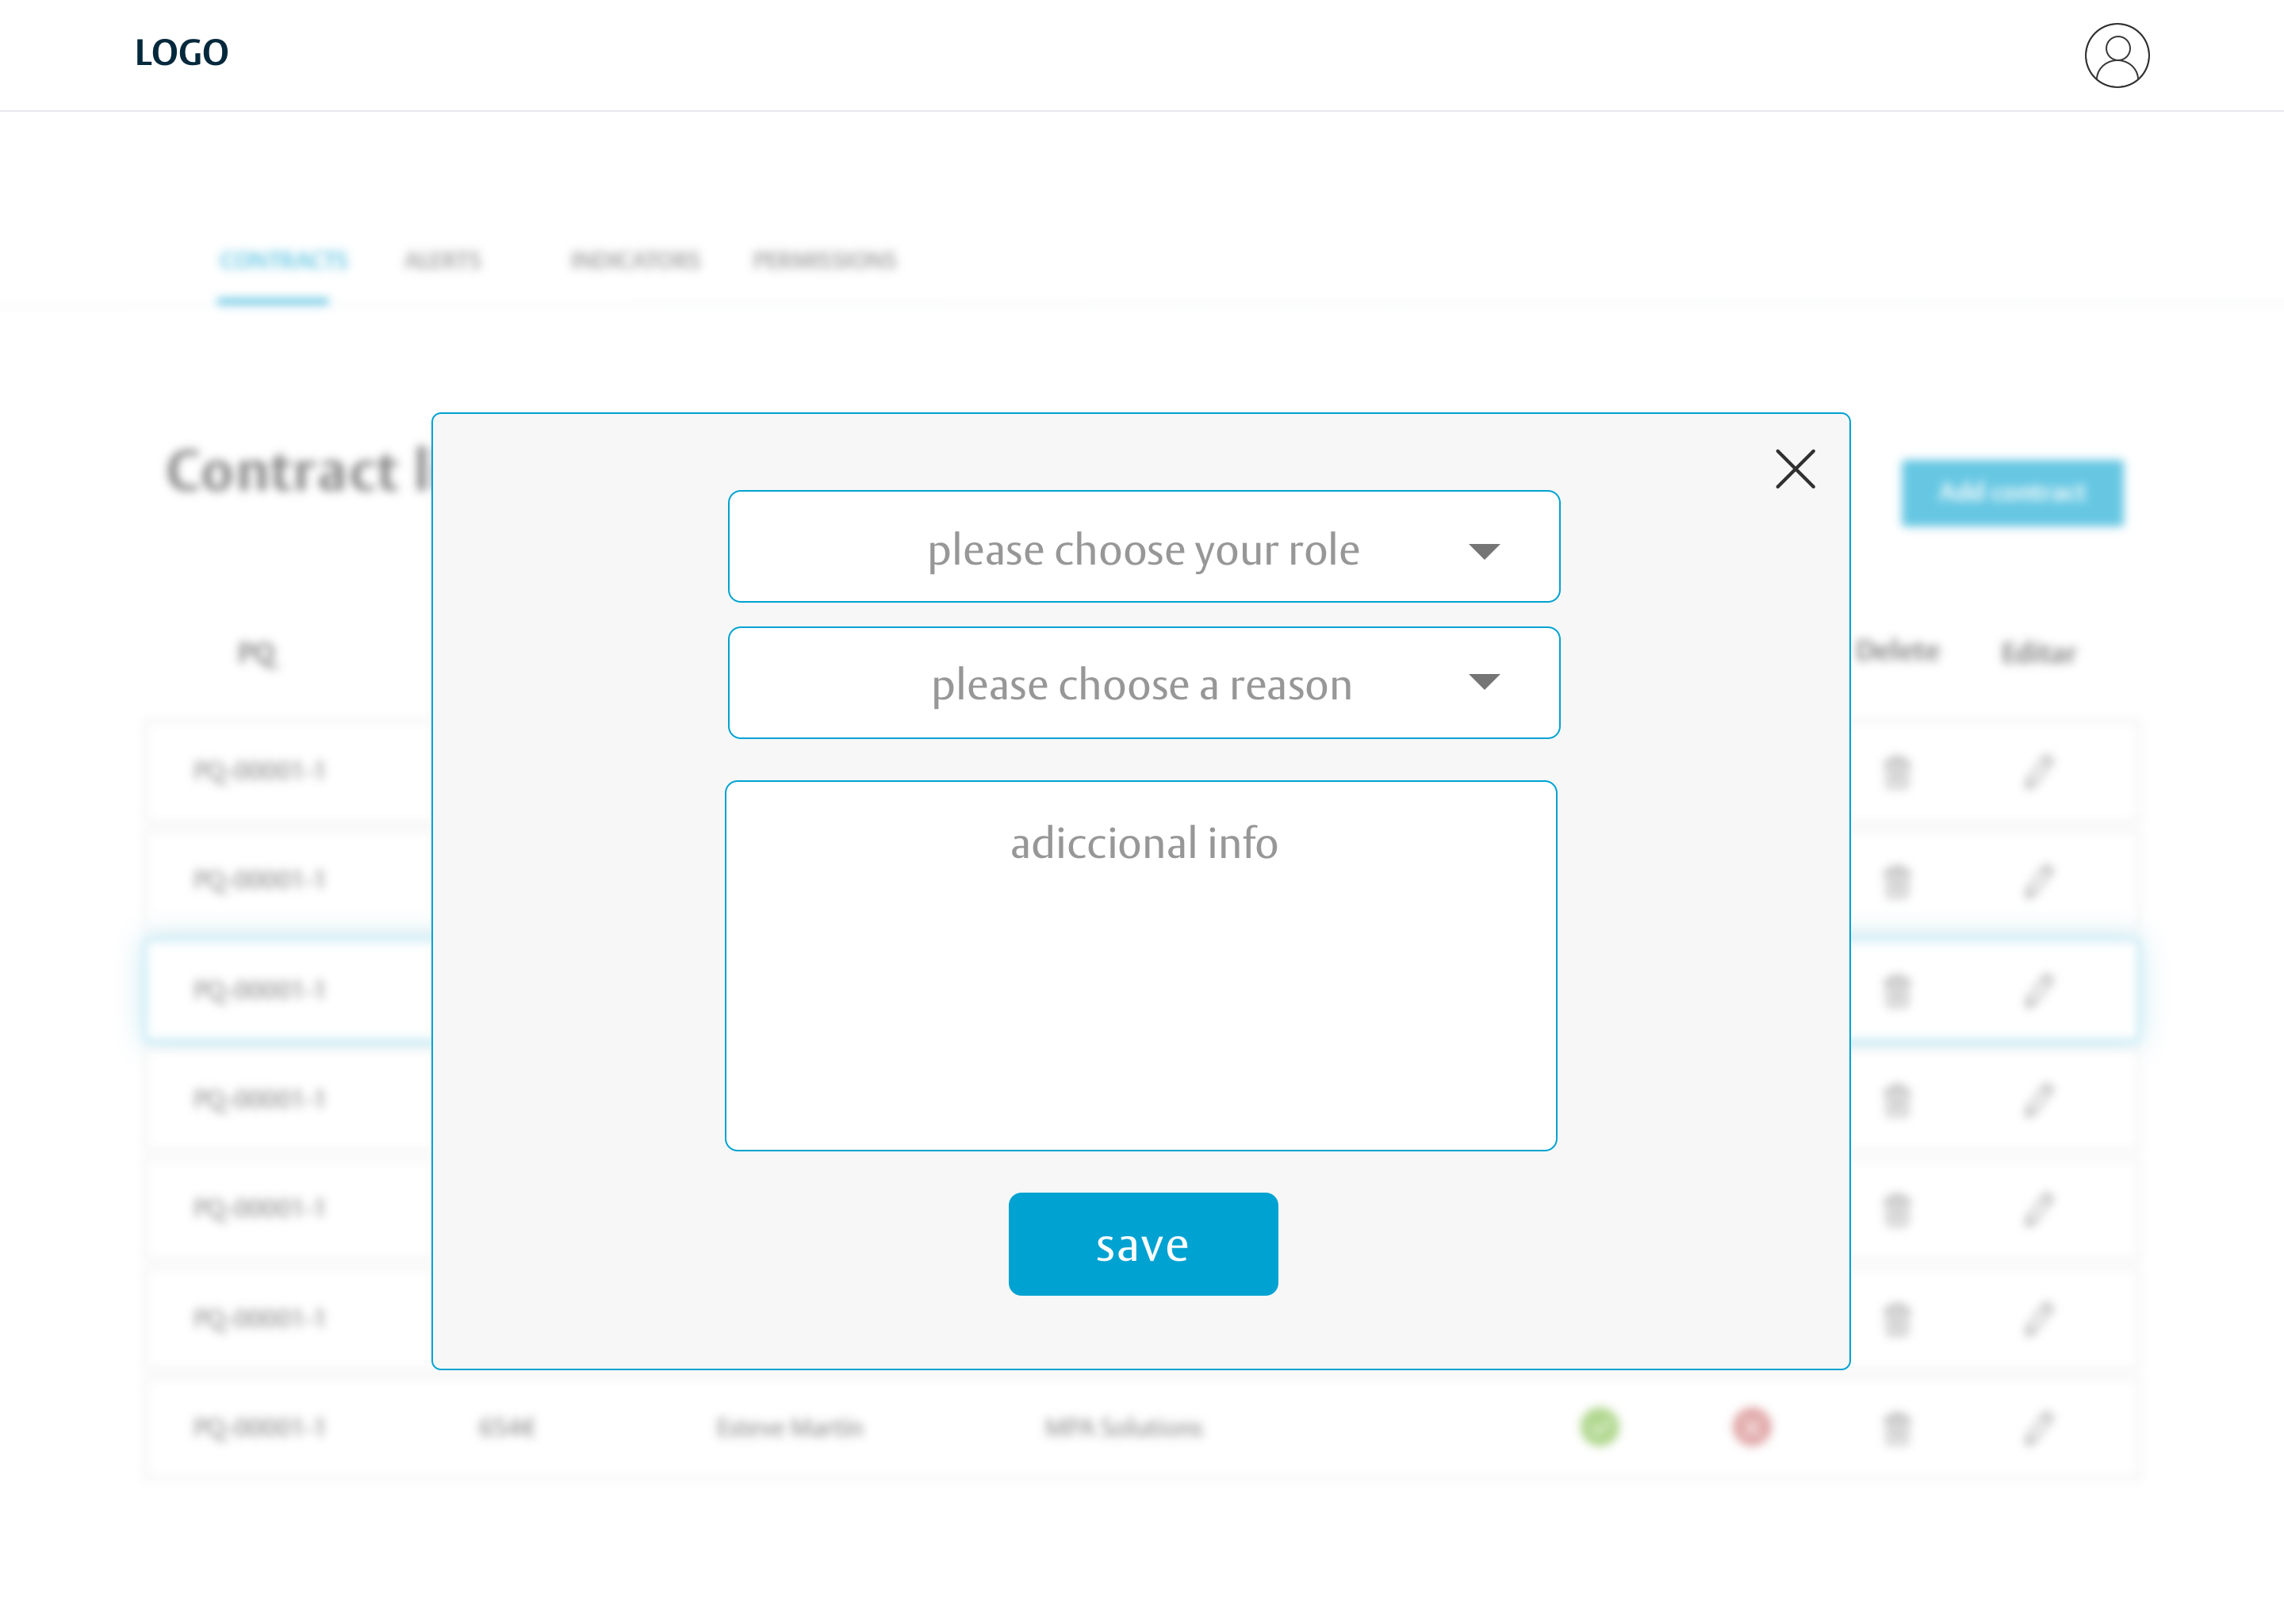 LOGO
CONTRACTS ALERTS INDICATORS PERMISSIONS
Contract
Add contract
PQ Delete Editar
please choose your role
please choose a reason
PQ-00001-1
adiccional info
PQ-00001-1
PQ-00001-1
PQ-00001-1
PQ-00001-1
save
PQ-00001-1
PQ-00001-1 654€ Esteve Martin MPA Solutions